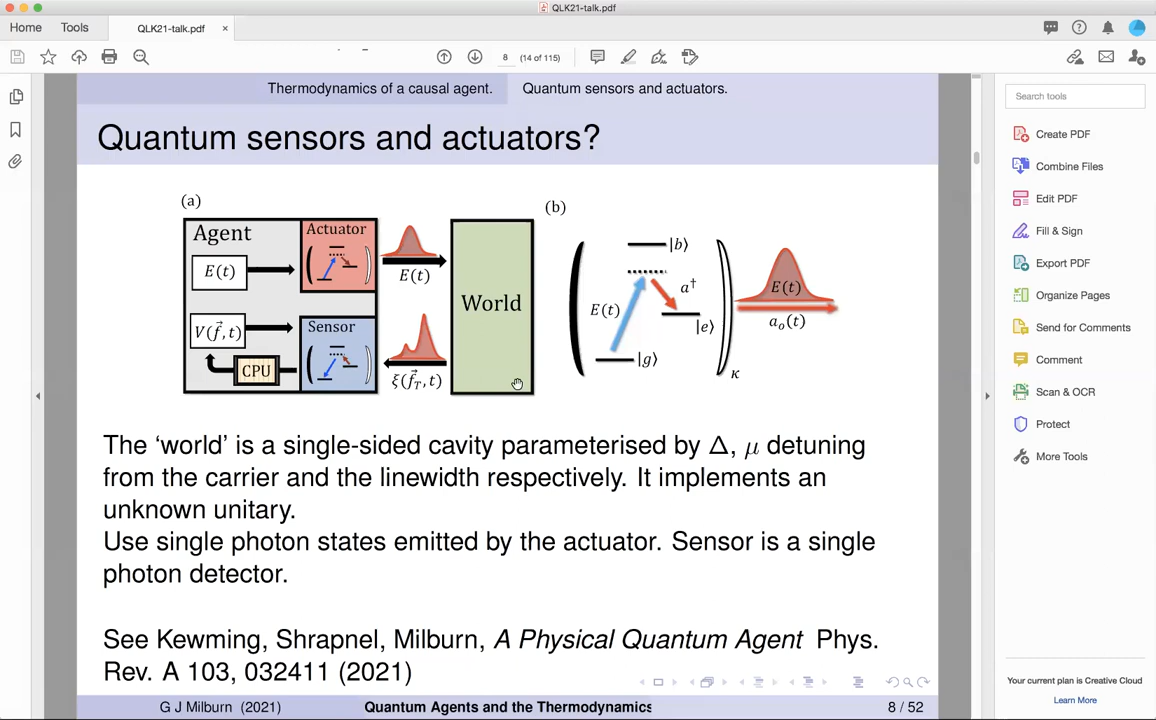 QLK21-talk.pdf
Home Tools QLK21-talk.pdf ×
8 (14 of 115)
Thermodynamics of a causal agent. Quantum sensors and actuators.
Quantum sensors and actuators?
(a)
Agent
Actuator
E(t)
E(t)
V(f⃗,t)
Sensor
CPU
ξ(f⃗_T,t)
World
(b)
|b⟩
a†
E(t)
|e⟩
|g⟩
κ
E(t)
a_o(t)
The ‘world’ is a single-sided cavity parameterised by Δ, μ detuning
from the carrier and the linewidth respectively. It implements an
unknown unitary.
Use single photon states emitted by the actuator. Sensor is a single
photon detector.
See Kewming, Shrapnel, Milburn, A Physical Quantum Agent Phys.
Rev. A 103, 032411 (2021)
G J Milburn (2021) Quantum Agents and the Thermodynamics 8 / 52
Search tools
Create PDF
Combine Files
Edit PDF
Fill & Sign
Export PDF
Organize Pages
Send for Comments
Comment
Scan & OCR
Protect
More Tools
Your current plan is Creative Cloud
Learn More